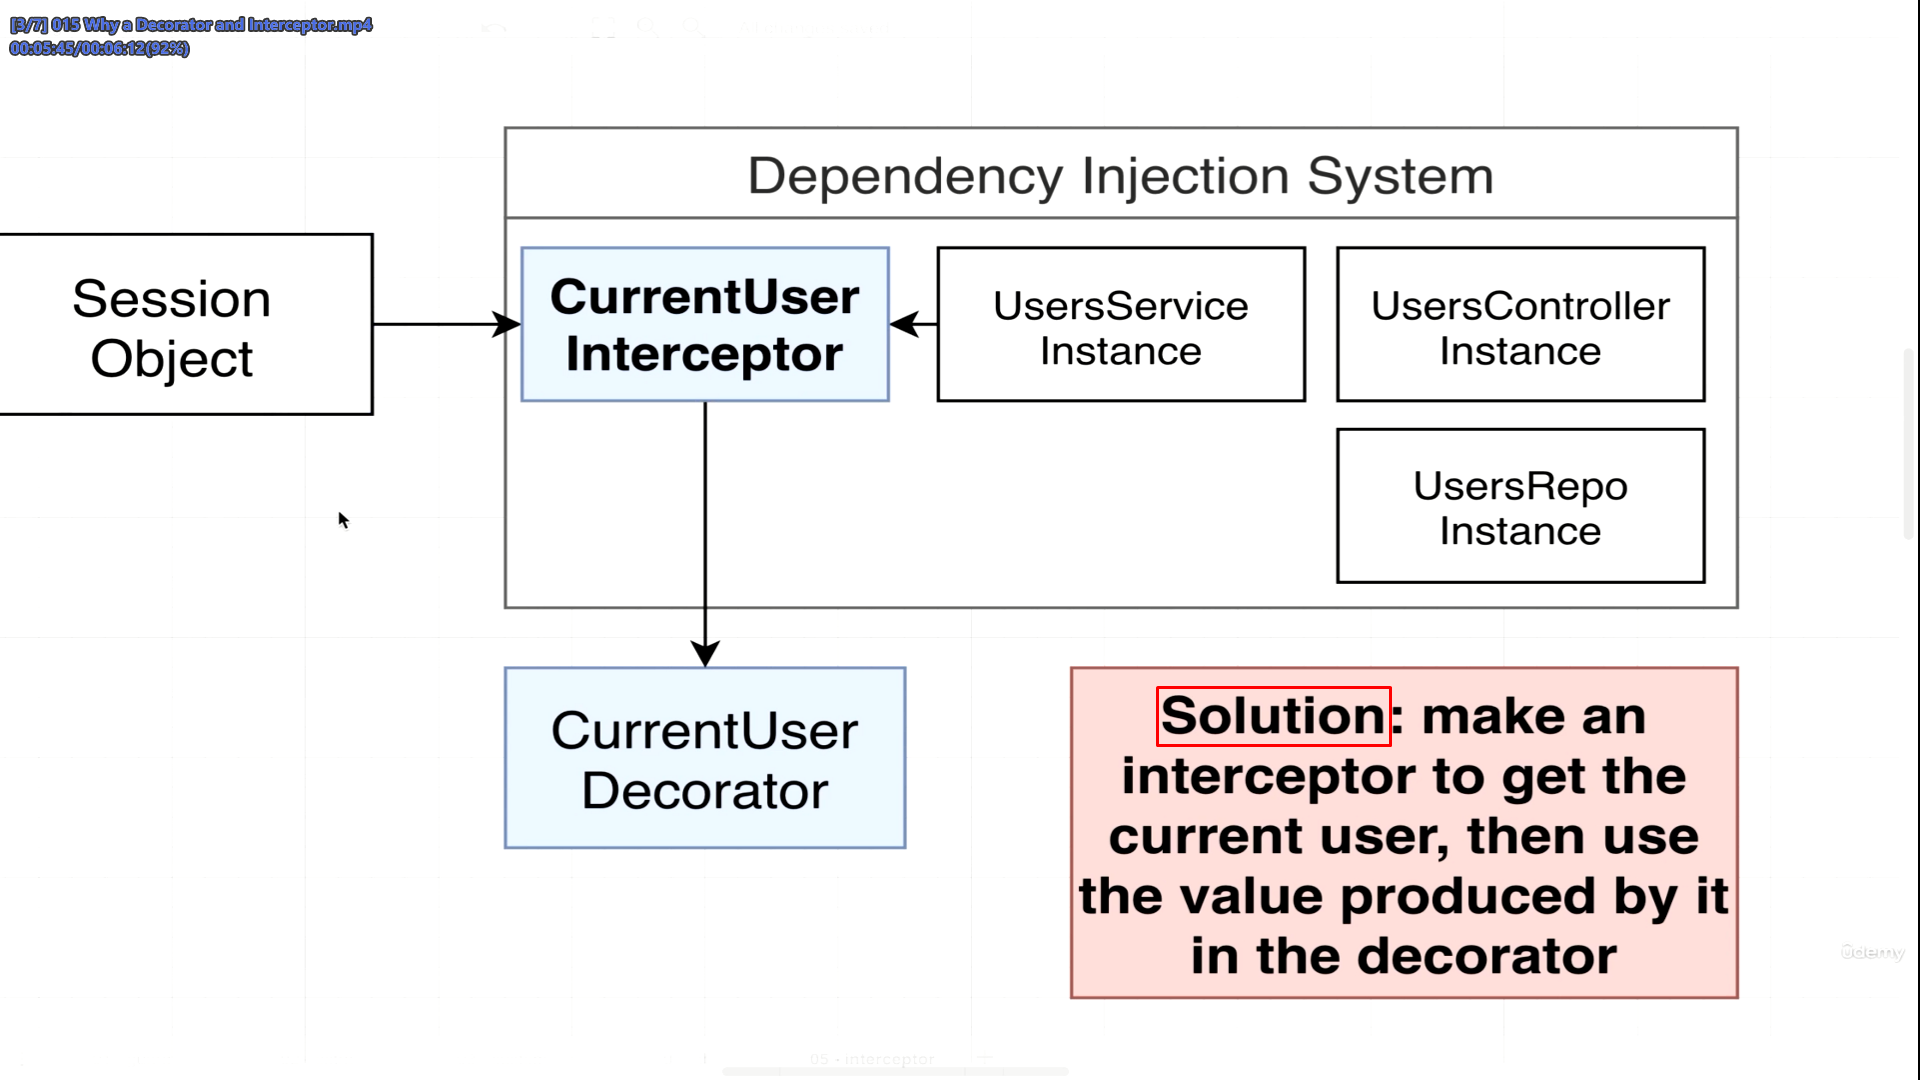 [3/7] 015 Why a Decorator and Interceptor.mp4
00:05:45/00:06:12(92%)
Dependency Injection System
Session
Object
CurrentUser
Interceptor
UsersService
Instance
UsersController
Instance
UsersRepo
Instance
CurrentUser
Decorator
Solution: make an
interceptor to get the
current user, then use
the value produced by it
in the decorator
ûdemy
05 - interceptor